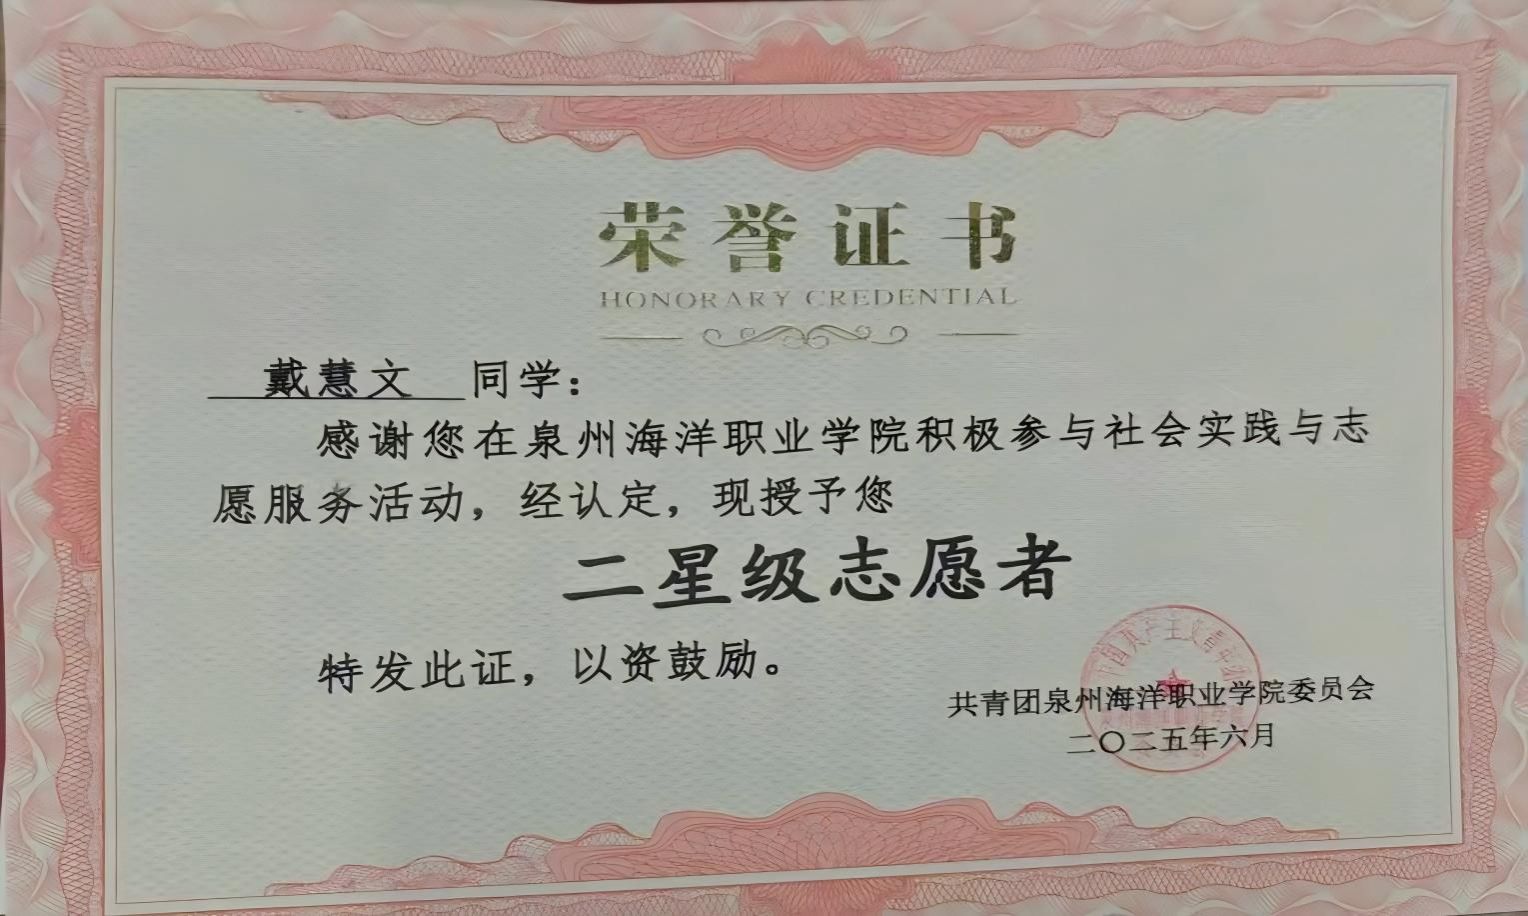 荣誉证书
HONORARY CREDENTIAL
戴慧文 同学：
感谢您在泉州海洋职业学院积极参与社会实践与志
愿服务活动，经认定，现授予您
二星级志愿者
特发此证，以资鼓励。
共青团泉州海洋职业学院委员会
二〇二五年六月